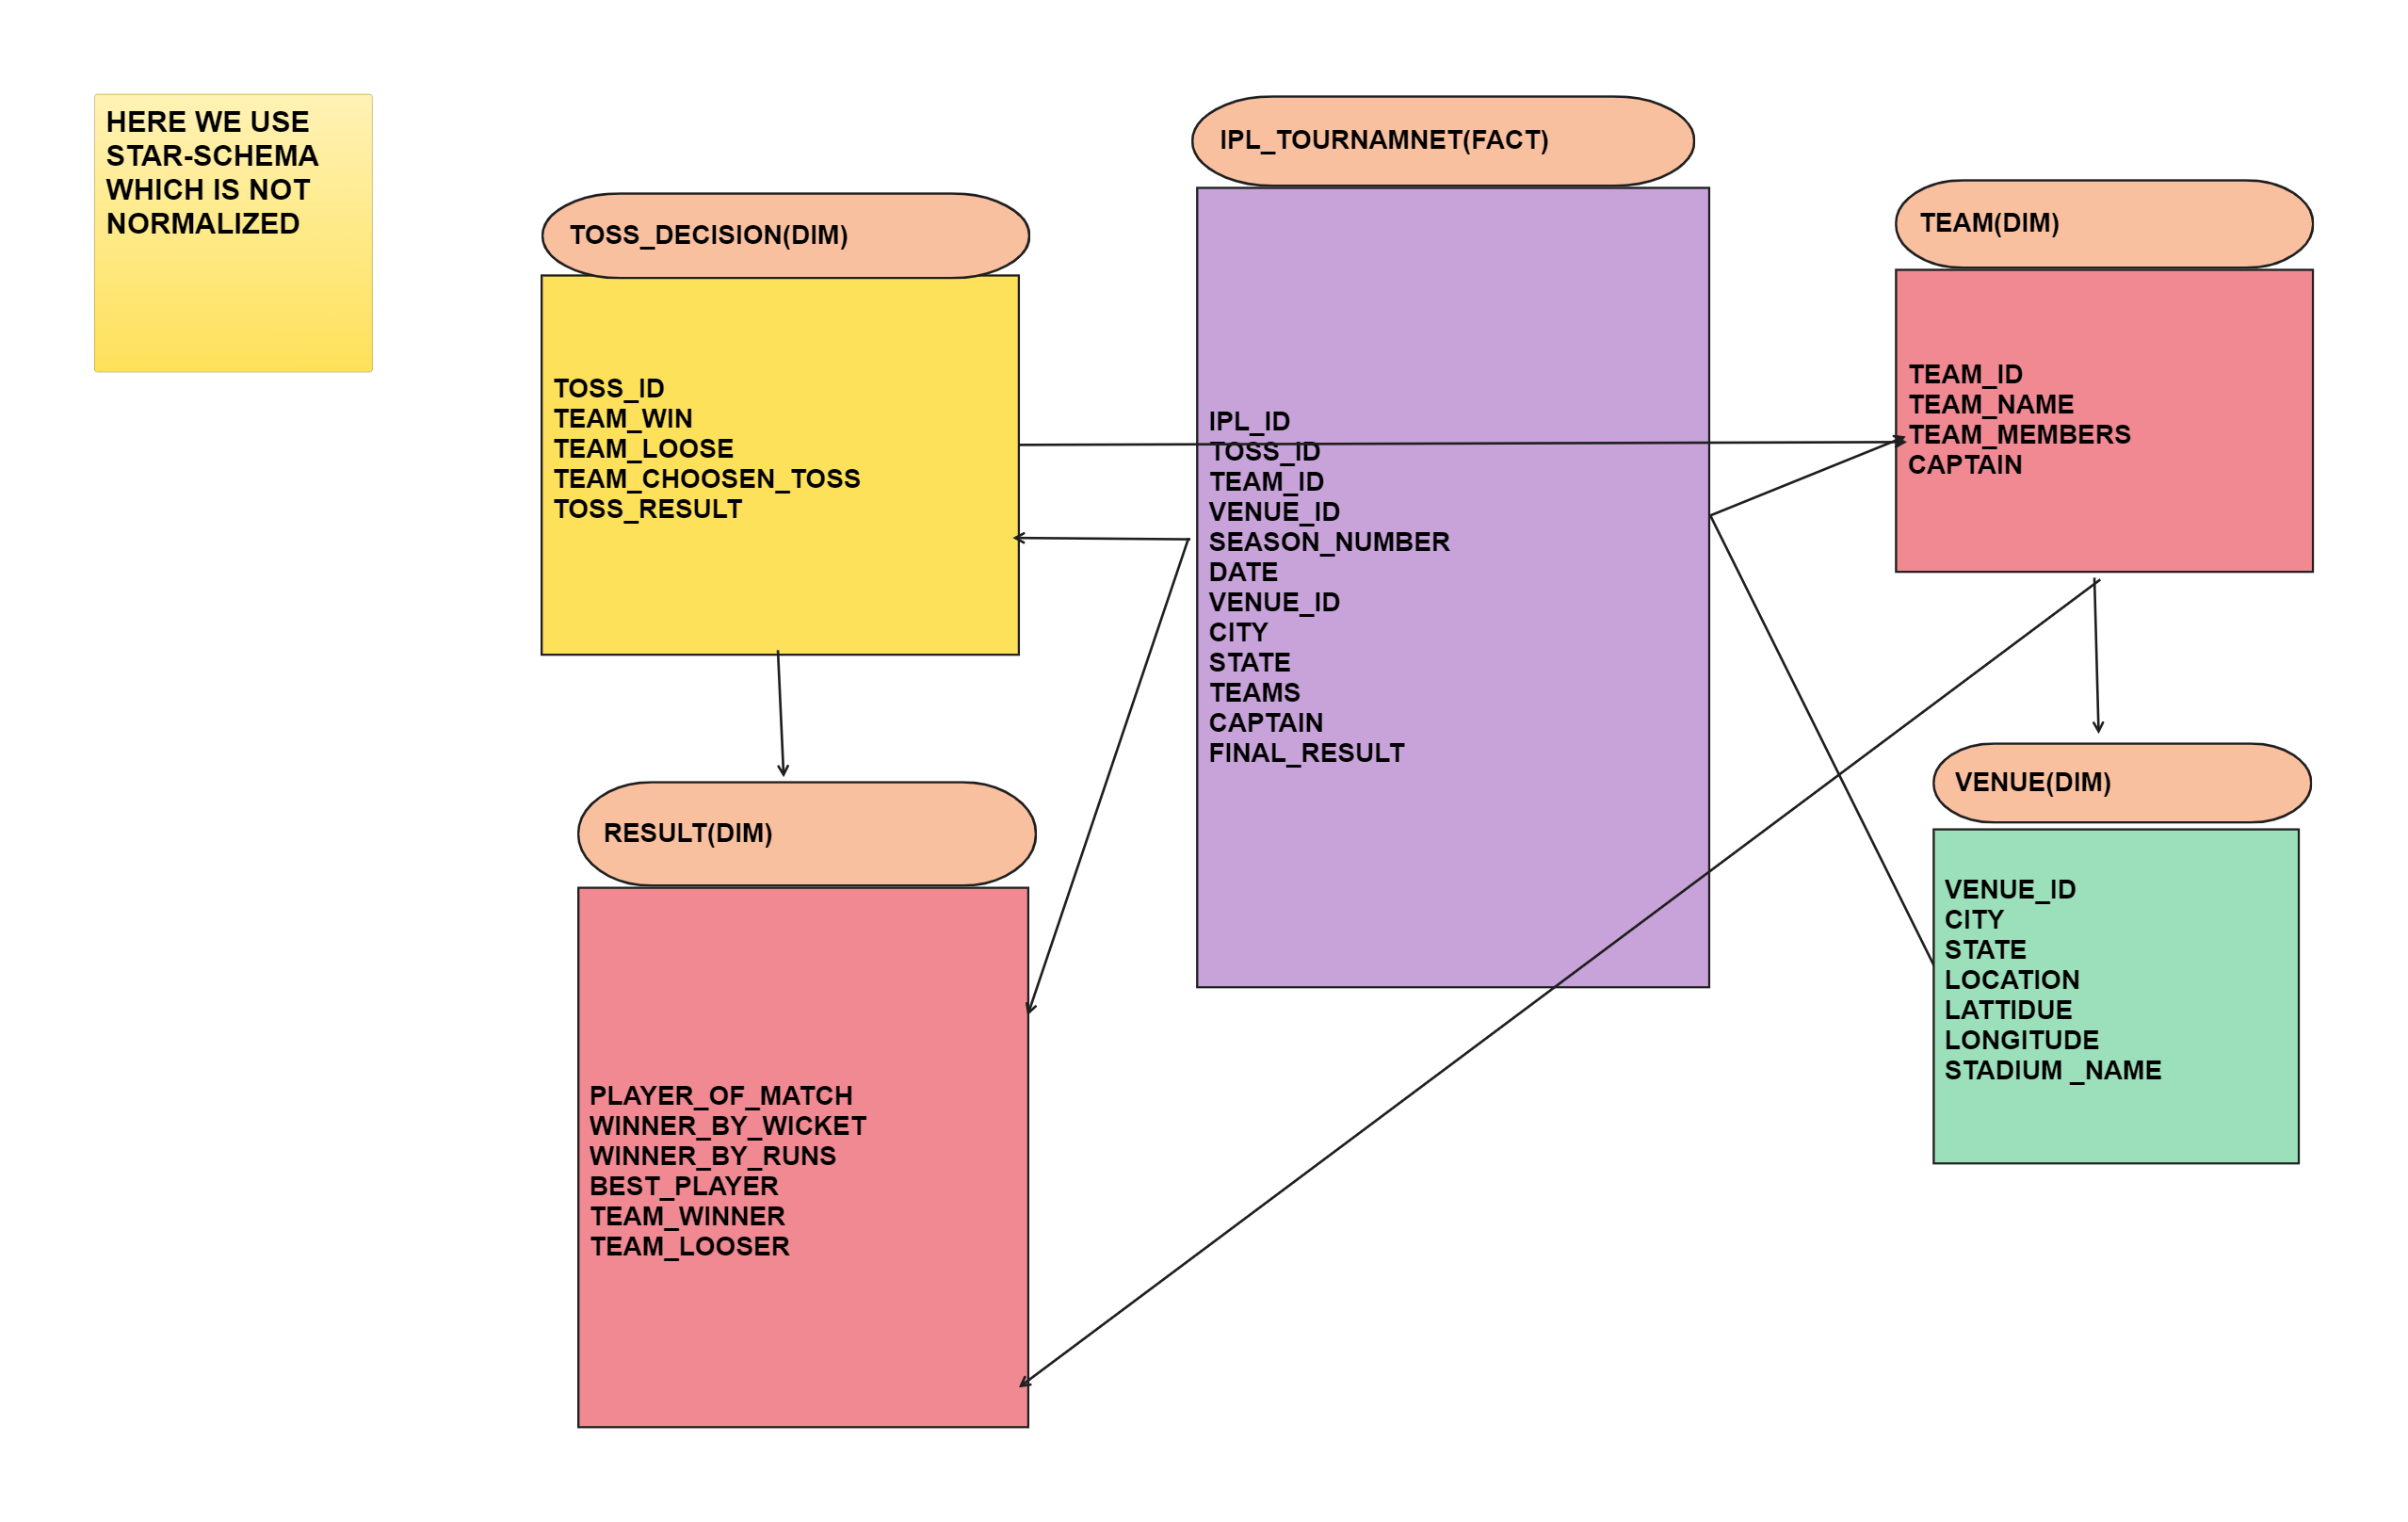 HERE WE USE
STAR-SCHEMA
WHICH IS NOT
NORMALIZED
TOSS_DECISION(DIM)
TOSS_ID
TEAM_WIN
TEAM_LOOSE
TEAM_CHOOSEN_TOSS
TOSS_RESULT
IPL_TOURNAMNET(FACT)
IPL_ID
TOSS_ID
TEAM_ID
VENUE_ID
SEASON_NUMBER
DATE
VENUE_ID
CITY
STATE
TEAMS
CAPTAIN
FINAL_RESULT
TEAM(DIM)
TEAM_ID
TEAM_NAME
TEAM_MEMBERS
CAPTAIN
RESULT(DIM)
PLAYER_OF_MATCH
WINNER_BY_WICKET
WINNER_BY_RUNS
BEST_PLAYER
TEAM_WINNER
TEAM_LOOSER
VENUE(DIM)
VENUE_ID
CITY
STATE
LOCATION
LATTIDUE
LONGITUDE
STADIUM _NAME